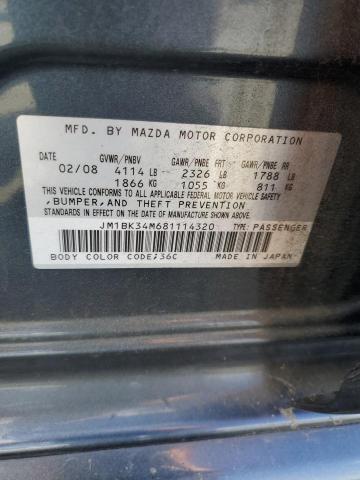 MFD. BY MAZDA MOTOR CORPORATION
DATE GVWR/PNBV GAWR/PNBE FRT GAWR/PNBE RR
02/08 4114 LB 2326 LB 1788 LB
1866 KG 1055 KG 811 KG
THIS VEHICLE CONFORMS TO ALL APPLICABLE FEDERAL MOTOR VEHICLE SAFETY
,BUMPER,AND THEFT PREVENTION
STANDARDS IN EFFECT ON THE DATE OF MANUFACTURE SHOWN ABOVE.
JM1BK34M681114320 TYPE: PASSENGER
BODY COLOR CODE:36C MADE IN JAPAN